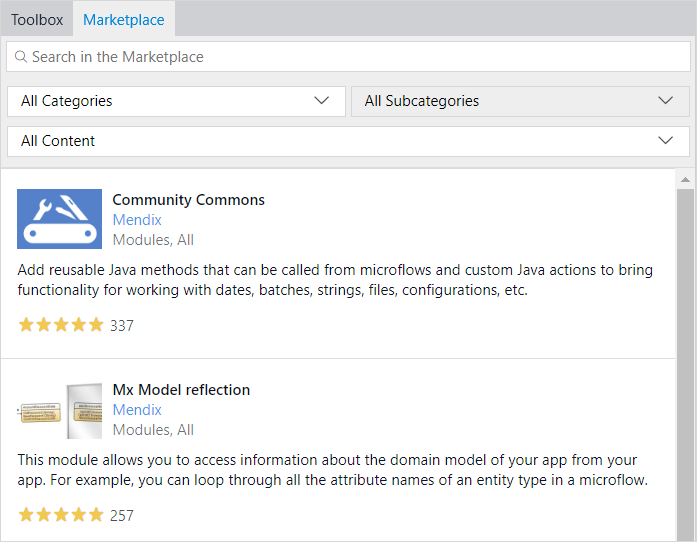 Toolbox Marketplace
Search in the Marketplace
All Categories All Subcategories
All Content
Community Commons
Mendix
Modules, All
Add reusable Java methods that can be called from microflows and custom Java actions to bring
functionality for working with dates, batches, strings, files, configurations, etc.
337
Mx Model reflection
Mendix
Modules, All
This module allows you to access information about the domain model of your app from your
app. For example, you can loop through all the attribute names of an entity type in a microflow.
257